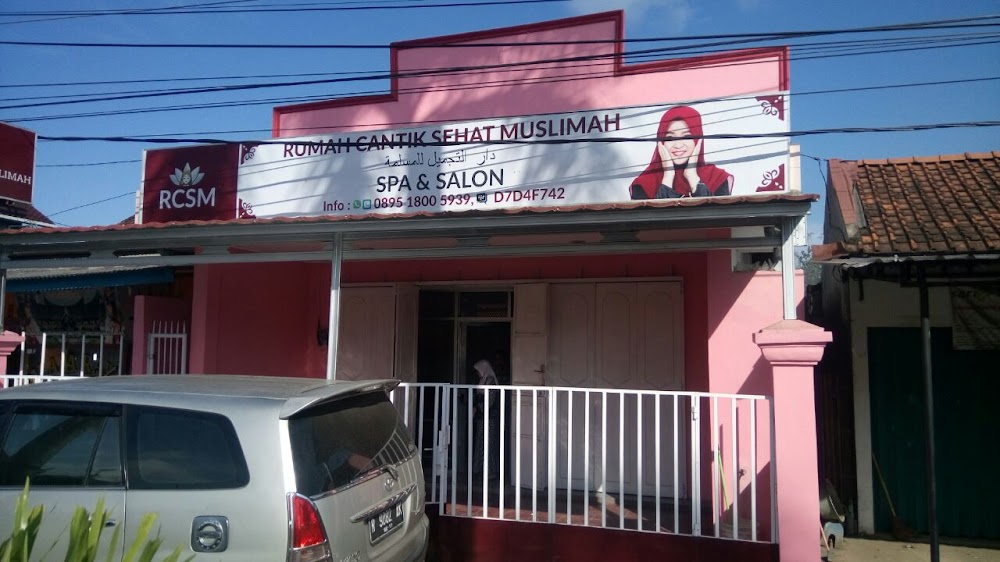 RUMAH CANTIK SEHAT MUSLIMAH
دار التجميل للمسلمة
SPA & SALON
Info : 0895 1800 5939, D7D4F742
RCSM
LIMAH